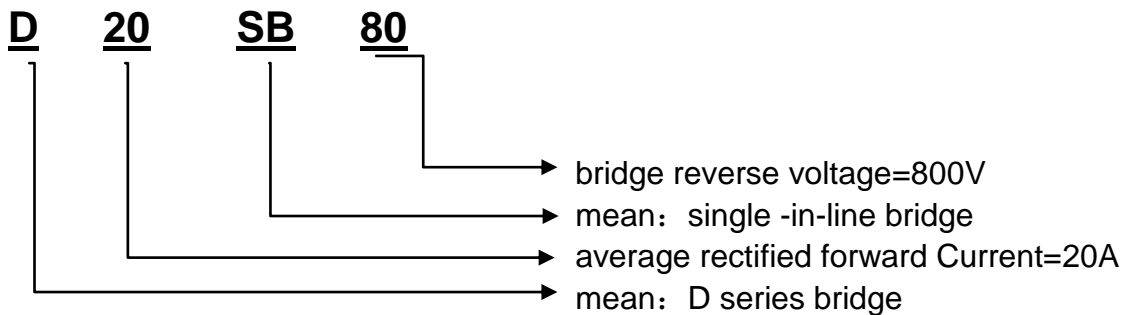 D 20 SB 80
bridge reverse voltage=800V
mean：single -in-line bridge
average rectified forward Current=20A
mean：D series bridge